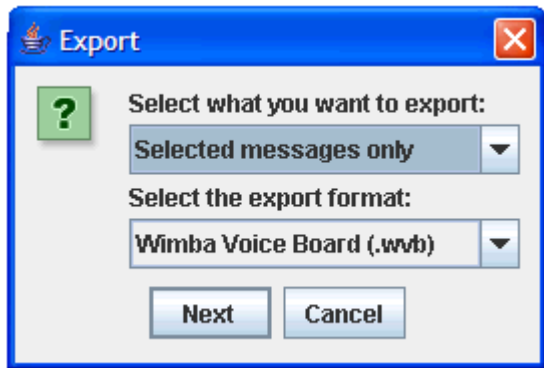 Export
Select what you want to export:
Selected messages only
Select the export format:
Wimba Voice Board (.wvb)
Next Cancel